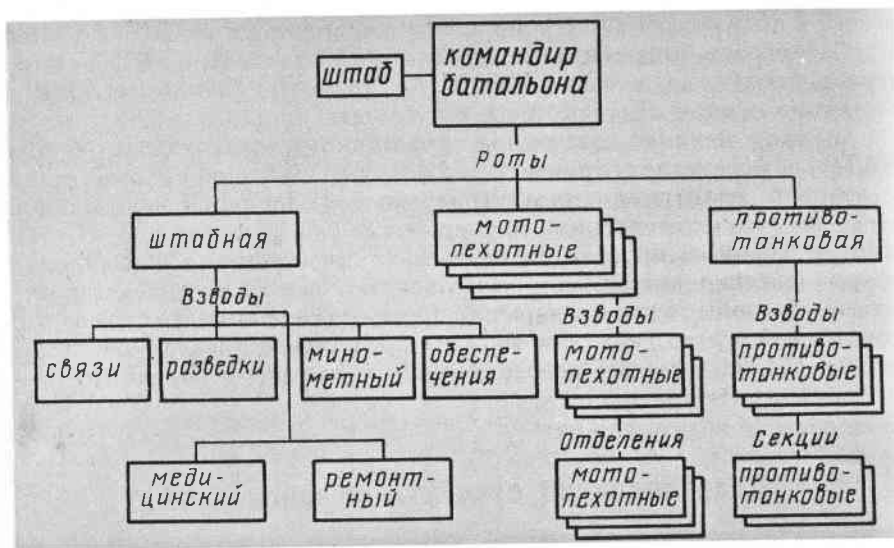 штаб
командир
батальона
Роты
штабная
мото-
пехотные
противо-
танковая
Взводы
Взводы
Взводы
связи
разведки
мино-
метный
обеспе-
чения
мото-
пехотные
противо-
танковые
Отделения
Секции
меди-
цинский
ремонт-
ный
мото-
пехотные
противо-
танковые